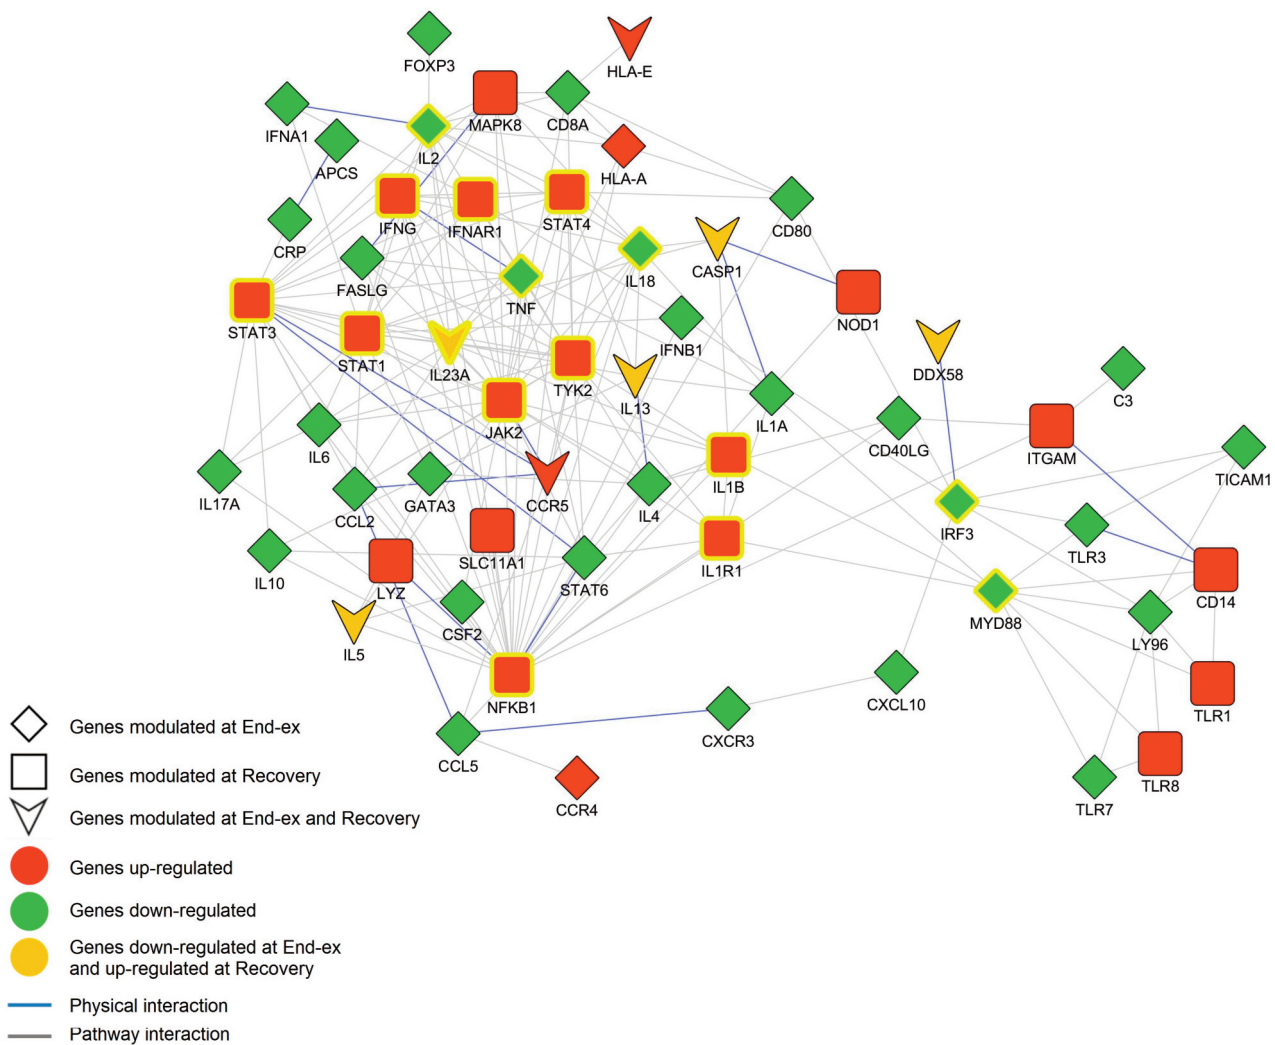 FOXP3
HLA-E
IFNA1
MAPK8
CD8A
APCS
IL2
HLA-A
IFNG
IFNAR1
STAT4
CD80
CRP
CASP1
FASLG
IL18
TNF
NOD1
STAT3
STAT1
IL23A
TYK2
IFNB1
DDX58
C3
IL13
JAK2
IL1A
CD40LG
ITGAM
IL6
TICAM1
IL17A
GATA3
CCR5
IL1B
CCL2
IL4
IRF3
TLR3
IL10
SLC11A1
IL1R1
LYZ
STAT6
CD14
MYD88
CSF2
LY96
IL5
NFKB1
CXCL10
TLR1
CXCR3
CCL5
TLR8
CCR4
TLR7
Genes modulated at End-ex
Genes modulated at Recovery
Genes modulated at End-ex and Recovery
Genes up-regulated
Genes down-regulated
Genes down-regulated at End-ex
and up-regulated at Recovery
Physical interaction
Pathway interaction